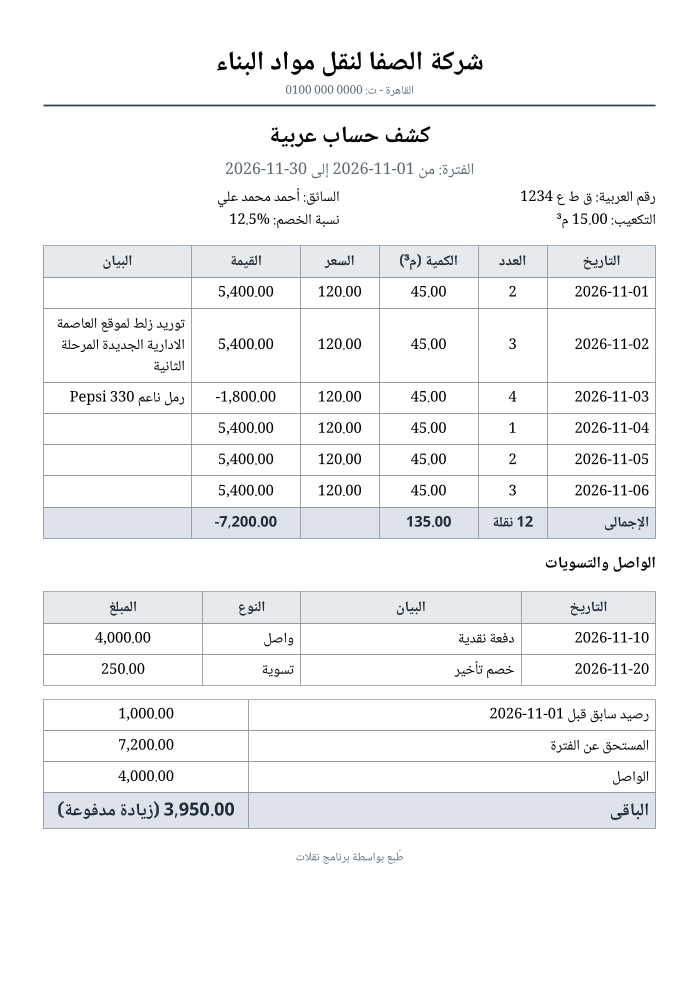 شركة الصفا لنقل مواد البناء
القاهرة - ت: 0000 000 0100
كشف حساب عربية
الفترة: من 01-11-2026 إلى 30-11-2026
رقم العربية: ق ط ع 1234 السائق: أحمد محمد علي
التكعيب: 15.00 م³ نسبة الخصم: 12.5%
التاريخ العدد الكمية (م³) السعر القيمة البيان
2026-11-01 2 45.00 120.00 5,400.00
2026-11-02 3 45.00 120.00 5,400.00 توريد زلط لموقع العاصمة
الادارية الجديدة المرحلة
الثانية
2026-11-03 4 45.00 120.00 -1,800.00 رمل ناعم Pepsi 330
2026-11-04 1 45.00 120.00 5,400.00
2026-11-05 2 45.00 120.00 5,400.00
2026-11-06 3 45.00 120.00 5,400.00
الإجمالى 12 نقلة 135.00 -7,200.00
الواصل والتسويات
التاريخ البيان النوع المبلغ
2026-11-10 دفعة نقدية واصل 4,000.00
2026-11-20 خصم تأخير تسوية 250.00
رصيد سابق قبل 01-11-2026 1,000.00
المستحق عن الفترة 7,200.00
الواصل 4,000.00
الباقى 3,950.00 (زيادة مدفوعة)
طُبع بواسطة برنامج نقلات